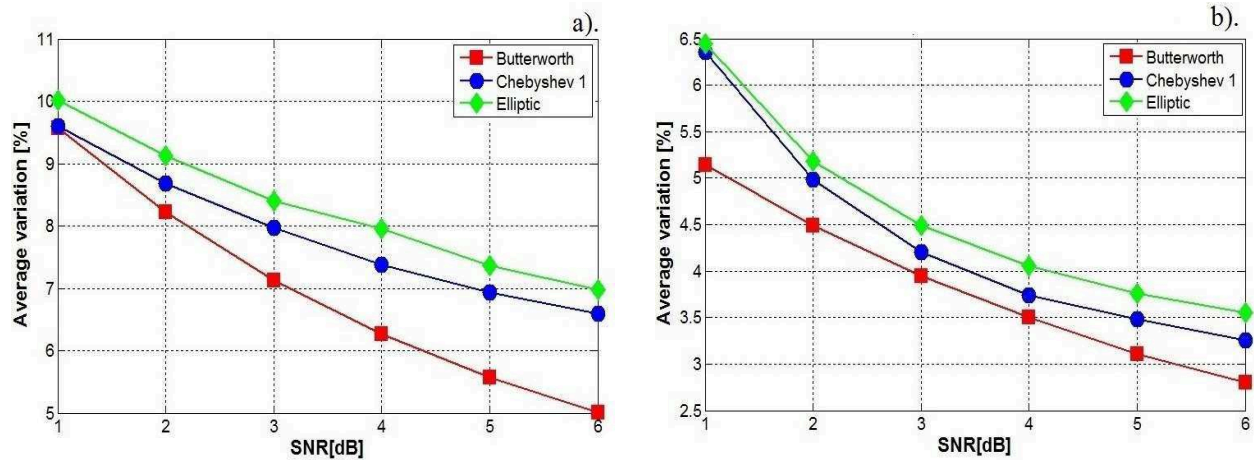 a).
11
10
9
8
7
6
5
Average variation [%]
1 2 3 4 5 6
SNR[dB]
Butterworth
Chebyshev 1
Elliptic
b).
6.5
6
5.5
5
4.5
4
3.5
3
2.5
Average variation [%]
1 2 3 4 5 6
SNR[dB]
Butterworth
Chebyshev 1
Elliptic